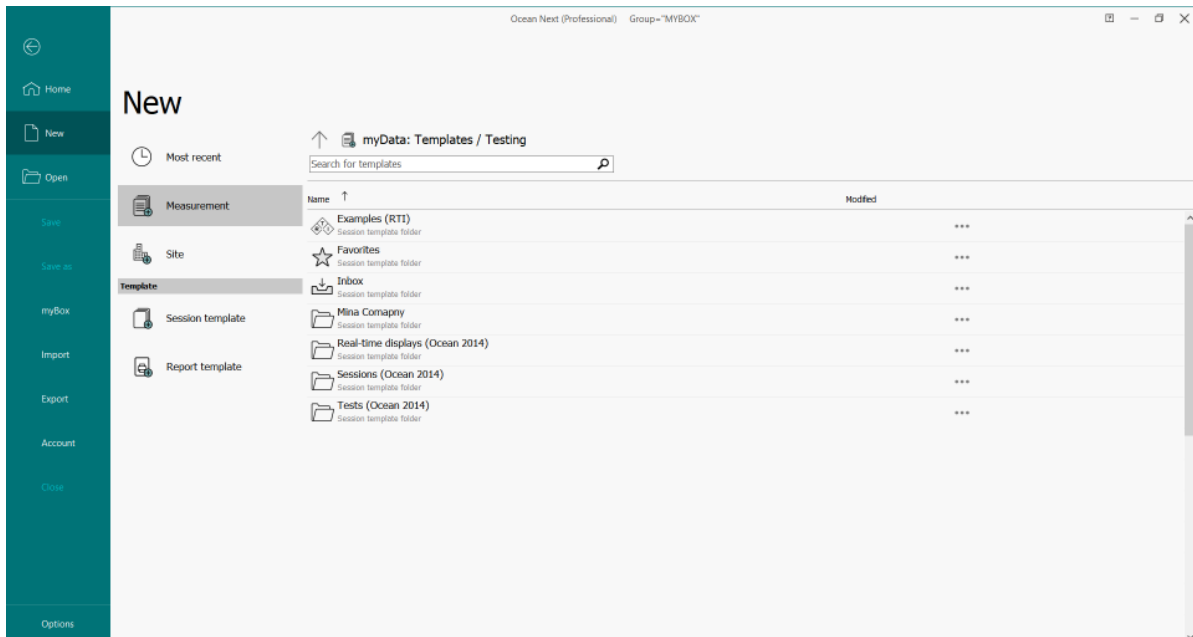 Ocean Next (Professional) Group="MYBOX"
Home
New
Open
Save
Save as
myBox
Import
Export
Account
Close
Options
New
Most recent
Measurement
Site
Template
Session template
Report template
myData: Templates / Testing
Search for templates
Name Modified
Examples (RTI)
Session template folder
Favorites
Session template folder
Inbox
Session template folder
Mina Comapny
Session template folder
Real-time displays (Ocean 2014)
Session template folder
Sessions (Ocean 2014)
Session template folder
Tests (Ocean 2014)
Session template folder